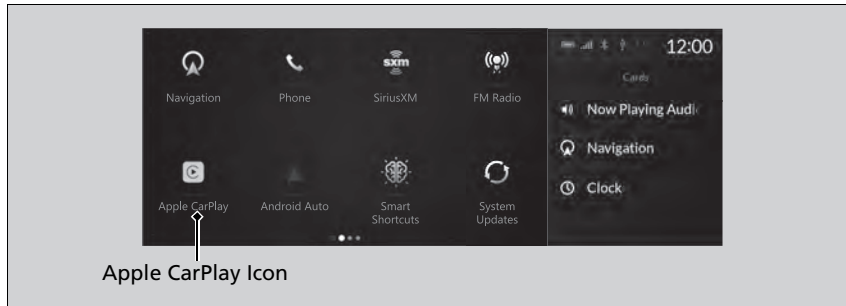 12:00
Cards
sxm
Navigation
Phone
SiriusXM
FM Radio
Now Playing Audi
Navigation
Clock
Apple CarPlay
Android Auto
Smart
Shortcuts
System
Updates
Apple CarPlay Icon